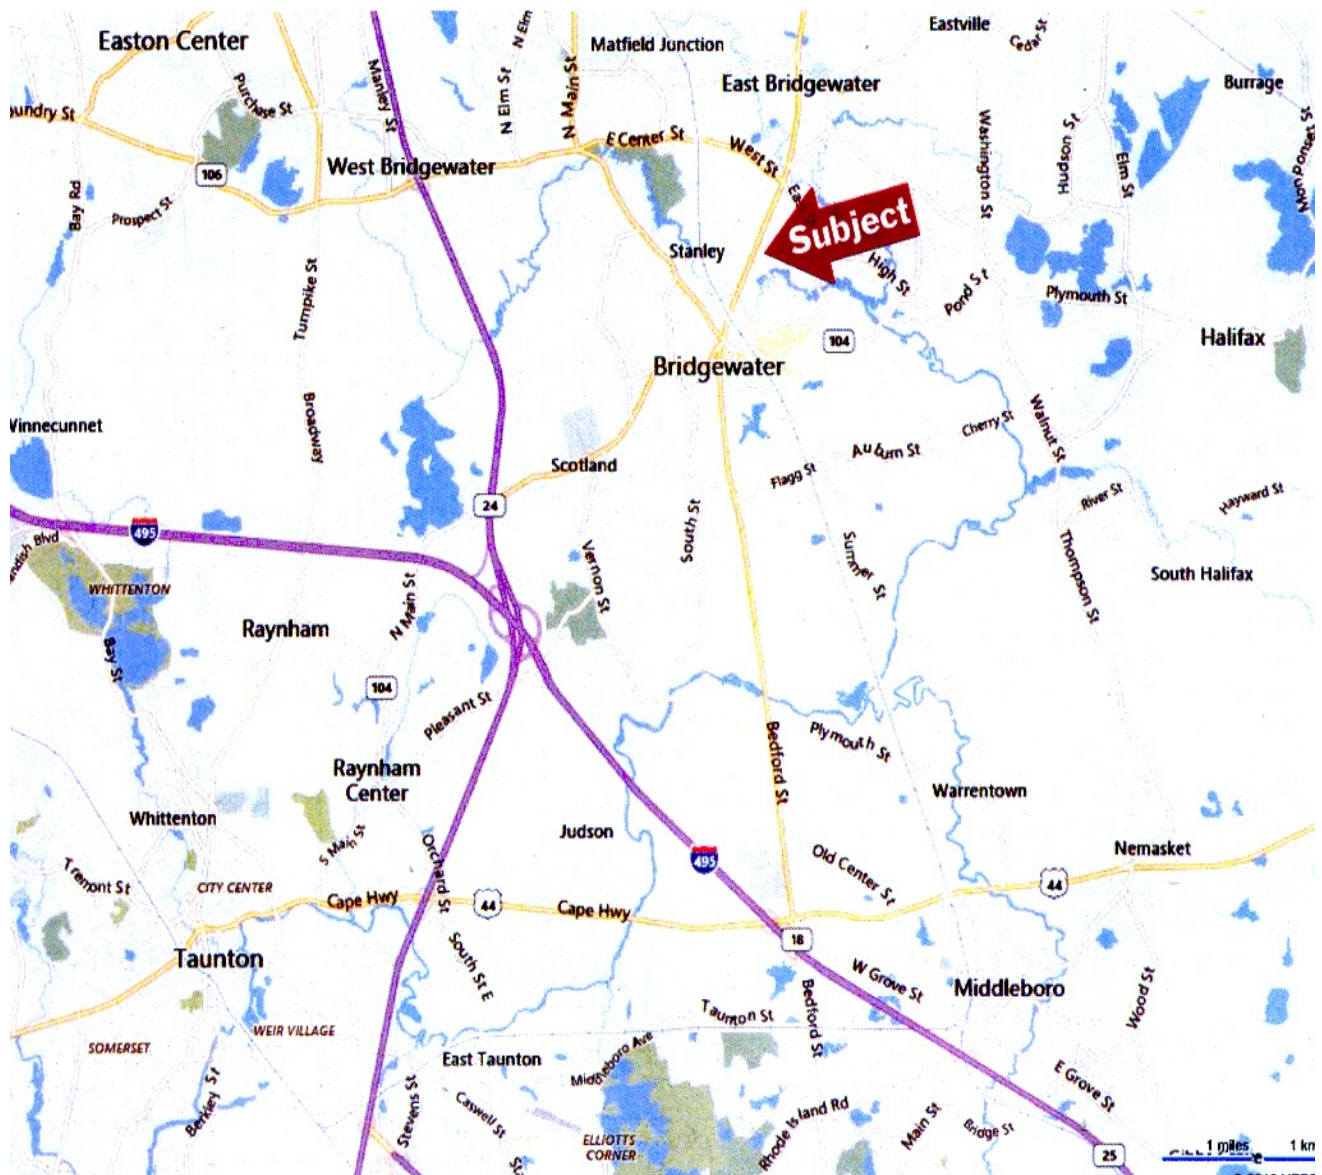 Easton Center
Matfield Junction
Eastville
Cedar St
N Elm
Manley St
Purchase St
N Elm St
N Main St
East Bridgewater
Burrage
E Center St
West St
West Bridgewater
106
Washington St
Hudson St
Elm St
Bay Rd
Prospect St
Subject
Stanley
High St
Pond St
Plymouth St
Turnpike St
104
Halifax
Bridgewater
Broadway
Cherry St
Walnut St
Auburn St
Scotland
Flagg St
24
River St
Hayward St
495
South St
Summer St
Vernon St
Thompson St
South Halifax
WHITTENTON
N Main St
Raynham
Bay St
104
Pleasant St
Bedford St
Plymouth St
Raynham
Center
Warrentown
Whittenton
Judson
S Main St
Orchard St
Nemasket
495
Old Center St
Tremont St
CITY CENTER
Cape Hwy
44
Cape Hwy
44
18
Taunton
South St E
W Grove St
Middleboro
Wood St
Bedford St
Taunton St
WEIR VILLAGE
SOMERSET
East Taunton
Middleboro Ave
Berkley St
Stevens St
Caswell St
E Grove St
Rhode Island Rd
Main St
Bridge St
ELLIOTTS
CORNER
25
1 miles